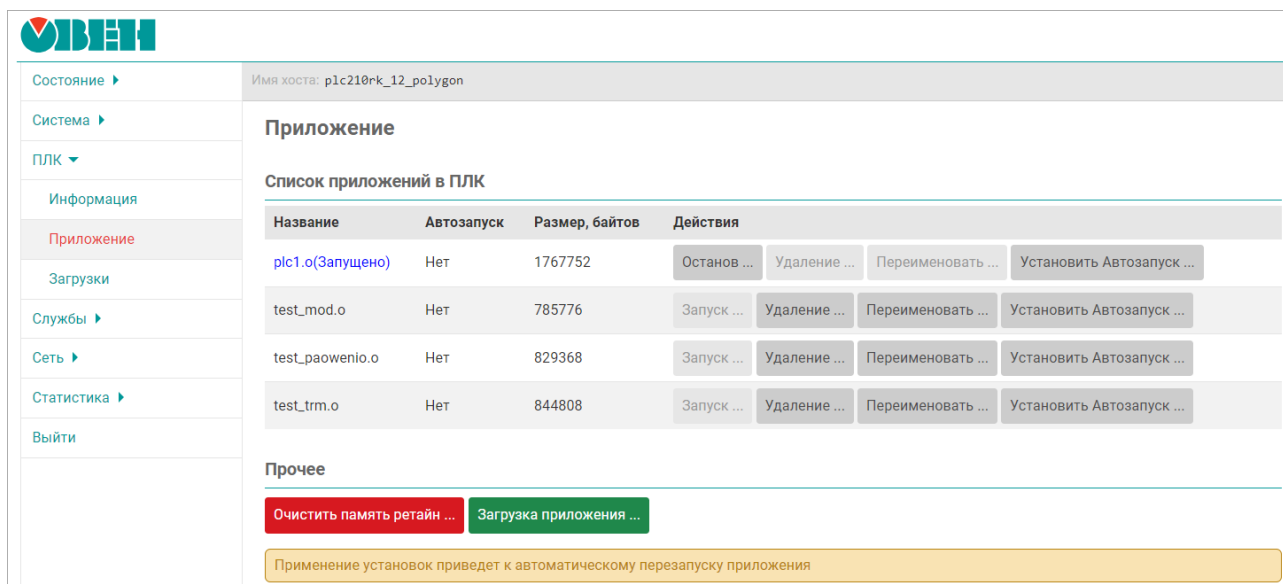 ОВЕН
Состояние
Имя хоста: plc210rk_12_polygon
Система
Приложение
ПЛК
Список приложений в ПЛК
Информация
Название Автозапуск Размер, байтов Действия
Приложение
plc1.o(Запущено) Нет 1767752 Останов ... Удаление ... Переименовать ... Установить Автозапуск ...
Загрузки
test_mod.o Нет 785776 Запуск ... Удаление ... Переименовать ... Установить Автозапуск ...
Службы
Сеть
test_paowenio.o Нет 829368 Запуск ... Удаление ... Переименовать ... Установить Автозапуск ...
Статистика
test_trm.o Нет 844808 Запуск ... Удаление ... Переименовать ... Установить Автозапуск ...
Выйти
Прочее
Очистить память ретайн ... Загрузка приложения ...
Применение установок приведет к автоматическому перезапуску приложения